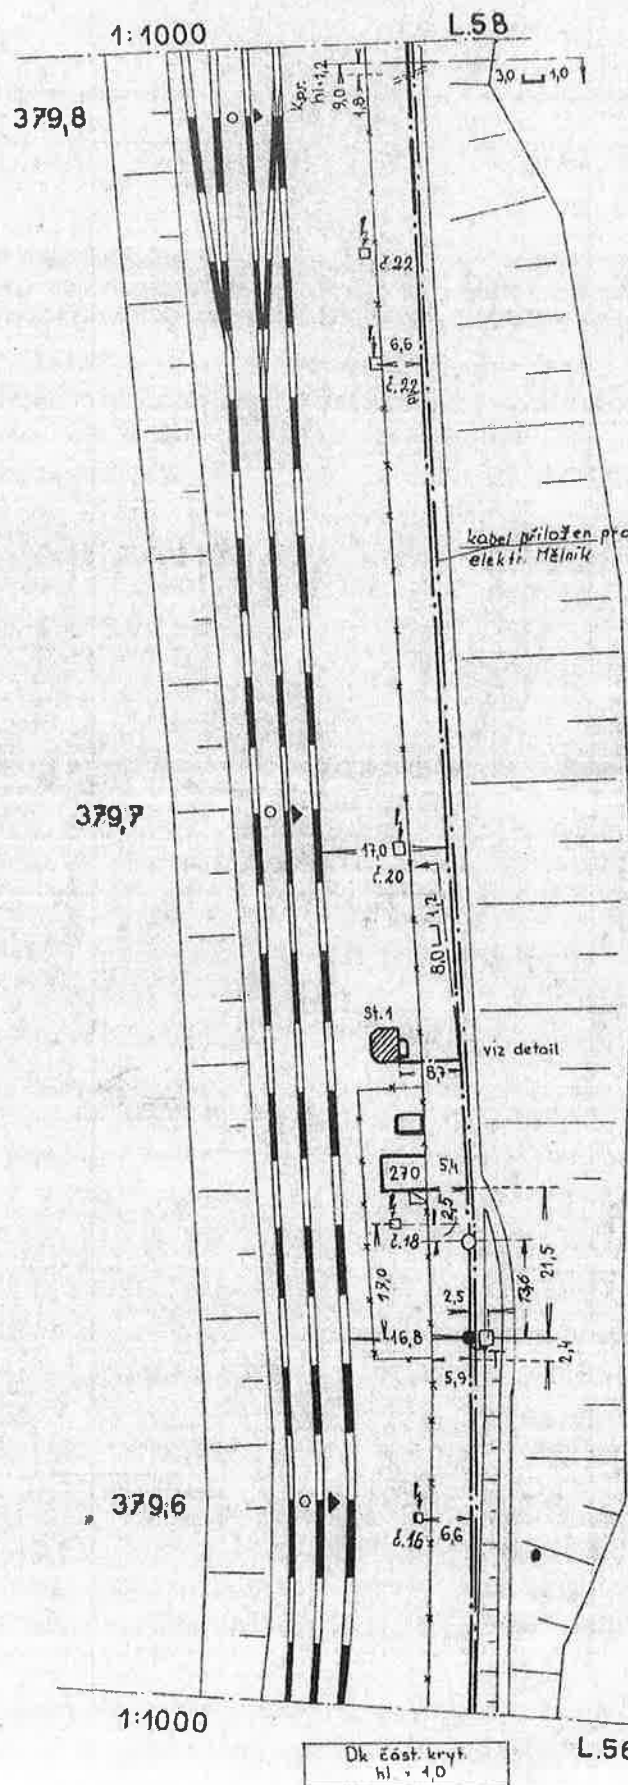 1:1000
L.58
379,8
V.pr.
hl.1,2
9,0
1,8
3,0
1,0
č.22
6,6
č.22
a
kabel přiložen pro
elektr. Mělník
379,7
17,0
č.20
8,0
1,2
St.1
8,7
viz detail
270
5,4
2,5
č.18
17,0
13,6
21,5
2,5
16,8
2,4
5,9
379,6
č.16
6,6
1:1000
L.56
Dk část. kryt.
hl. 1,0